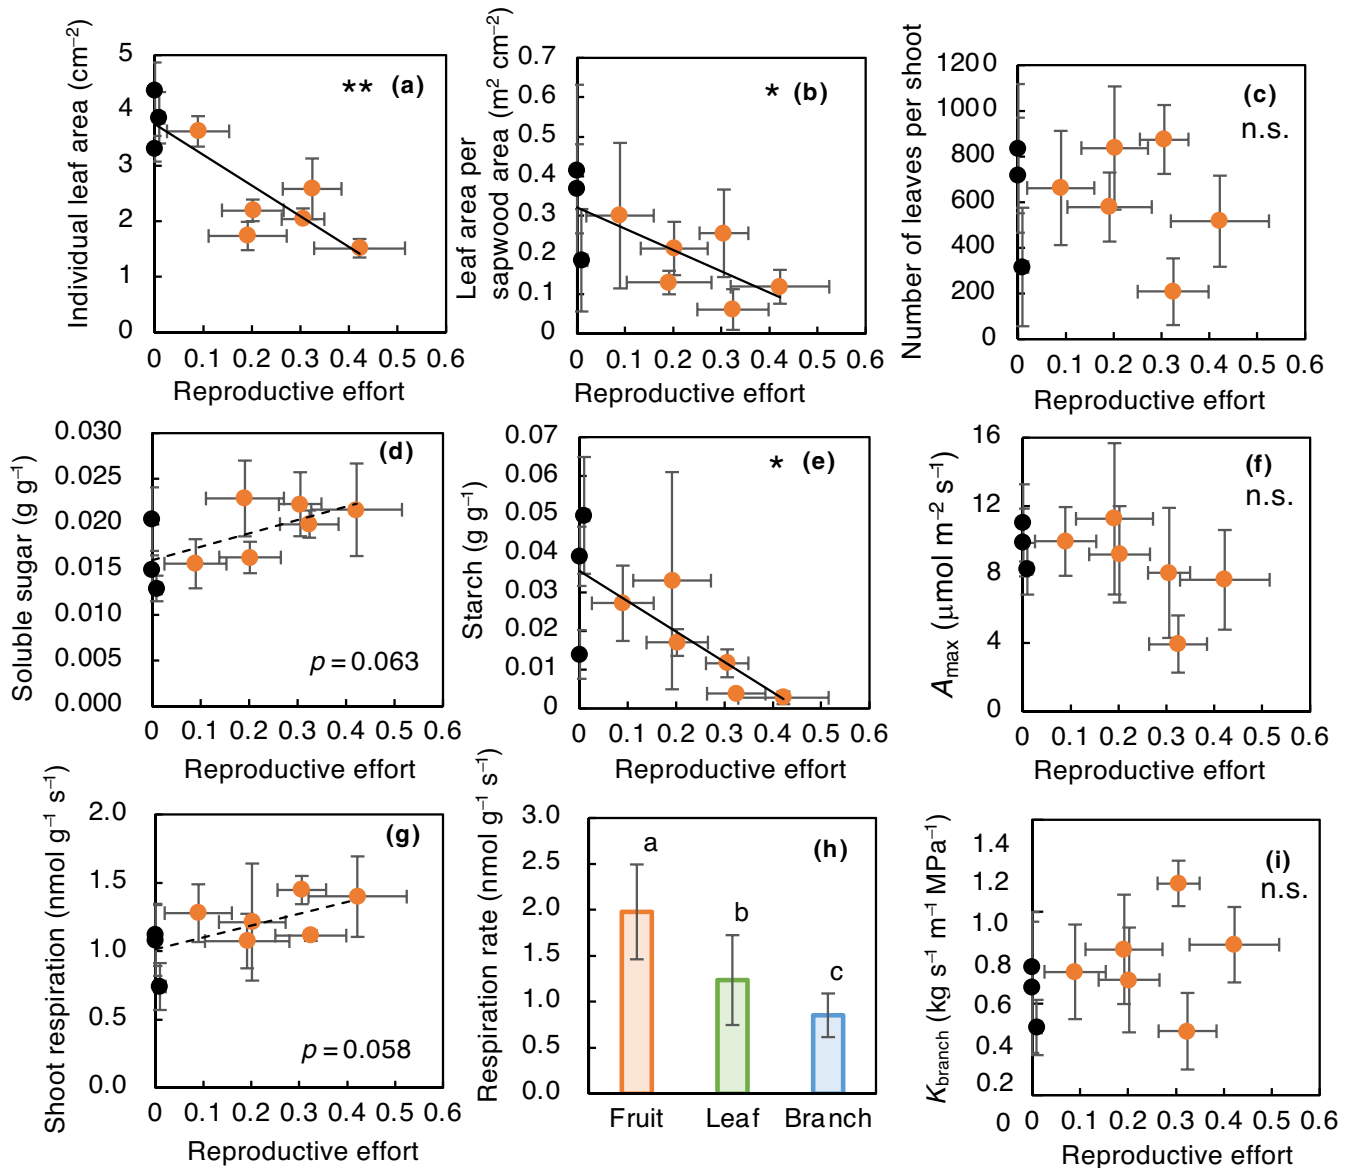 Individual leaf area (cm⁻²)
5
4
3
2
1
0
** (a)
0 0.1 0.2 0.3 0.4 0.5 0.6
Reproductive effort
Leaf area per
sapwood area (m² cm⁻²)
0.7
0.6
0.5
0.4
0.3
0.2
0.1
0
* (b)
0 0.1 0.2 0.3 0.4 0.5 0.6
Reproductive effort
Number of leaves per shoot
1200
1000
800
600
400
200
0
(c)
n.s.
0 0.1 0.2 0.3 0.4 0.5 0.6
Reproductive effort
Soluble sugar (g g⁻¹)
0.030
0.025
0.020
0.015
0.010
0.005
0.000
(d)
p = 0.063
0 0.1 0.2 0.3 0.4 0.5 0.6
Reproductive effort
Starch (g g⁻¹)
0.07
0.06
0.05
0.04
0.03
0.02
0.01
0
* (e)
0 0.1 0.2 0.3 0.4 0.5 0.6
Reproductive effort
A max (μmol m⁻² s⁻¹)
16
12
8
4
0
(f)
n.s.
0 0.1 0.2 0.3 0.4 0.5 0.6
Reproductive effort
Shoot respiration (nmol g⁻¹ s⁻¹)
2.0
1.5
1.0
0.5
0.0
(g)
p = 0.058
0 0.1 0.2 0.3 0.4 0.5 0.6
Reproductive effort
Respiration rate (nmol g⁻¹ s⁻¹)
3.0
2.5
2.0
1.5
1.0
0.5
0.0
(h)
a
b
c
Fruit Leaf Branch
K branch (kg s⁻¹ m⁻¹ MPa⁻¹)
1.4
1.2
1.0
0.8
0.6
0.4
0.2
(i)
n.s.
0 0.1 0.2 0.3 0.4 0.5 0.6
Reproductive effort